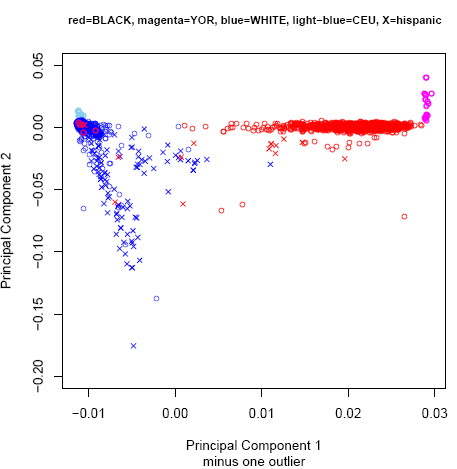 red=BLACK, magenta=YOR, blue=WHITE, light-blue=CEU, X=hispanic
0.05
0.00
−0.05
−0.10
−0.15
−0.20
Principal Component 2
−0.01
0.00
0.01
0.02
0.03
Principal Component 1
minus one outlier